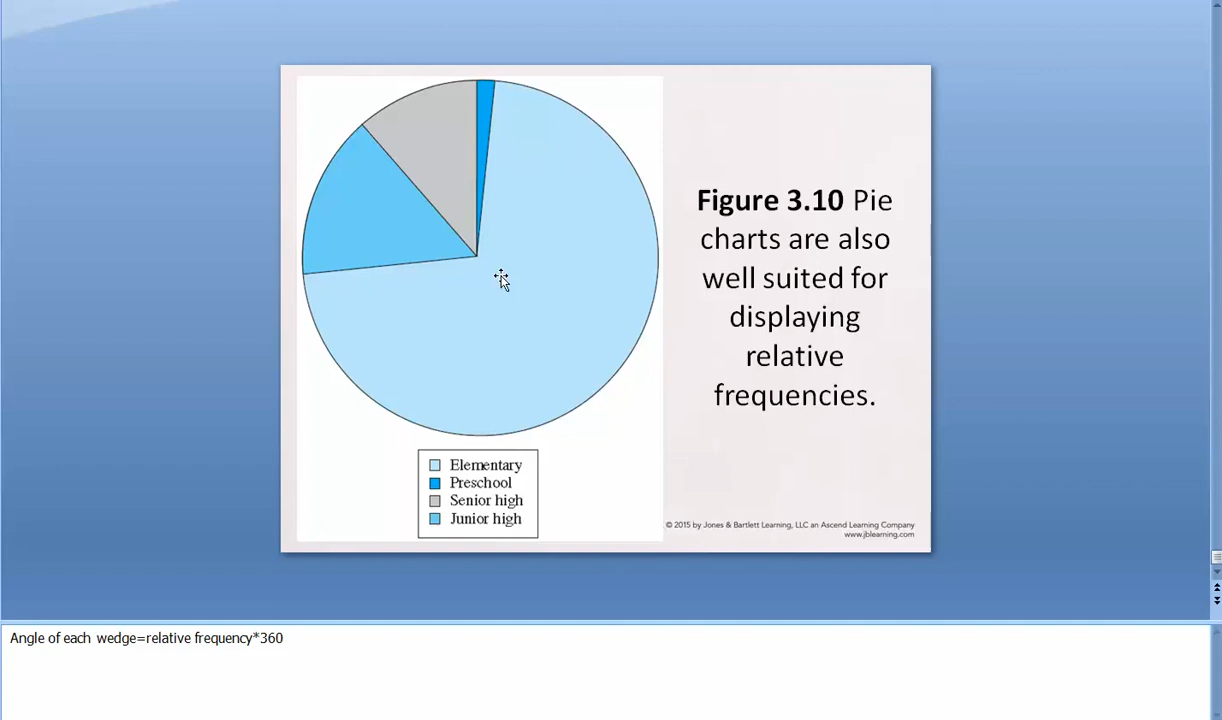 Figure 3.10 Pie
charts are also
well suited for
displaying
relative
frequencies.
Elementary
Preschool
Senior high
Junior high
© 2015 by Jones & Bartlett Learning, LLC an Ascend Learning Company
www.jblearning.com
Angle of each wedge=relative frequency*360